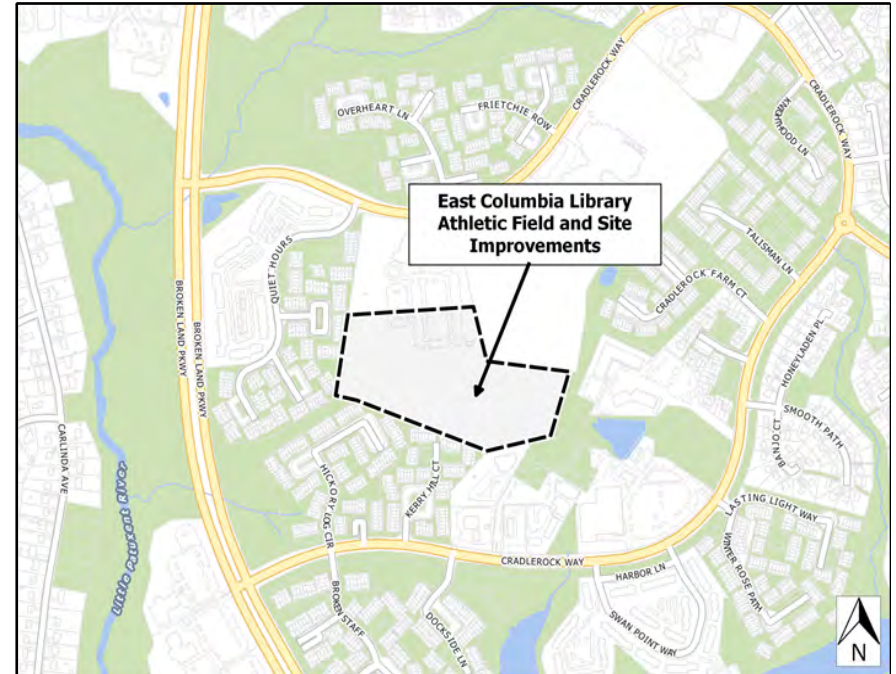 CRADLEROCK WAY
OVERHEART LN
FRIETCHIE ROW
CRADLEROCK WAY
KNIGHTWOOD LN
East Columbia Library
Athletic Field and Site
Improvements
QUIET HOURS
TALISMAN LN
CRADLEROCK FARM CT
BROKEN LAND PKWY
BROKEN LAND PKWY
HONEYLADEN PL
SMOOTH PATH
BANJO CT
CARLINDA AVE
HICKORY LOG CIR
KERRY HILL CT
Little Patuxent River
LASTING LIGHT WAY
WINTER ROSE PATH
CRADLEROCK WAY
HARBOR LN
BROKEN STAFF
DOCKSIDE LN
SWAN POINT WAY
N